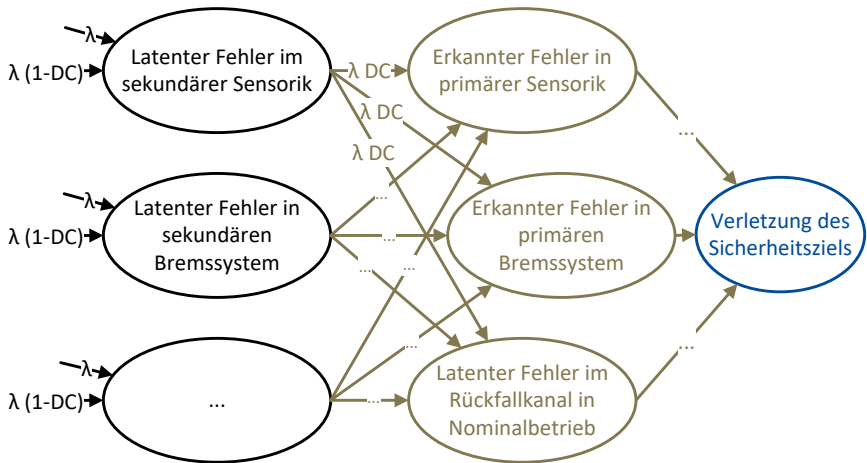 λ
λ (1-DC)
Latenter Fehler im
sekundärer Sensorik
λ DC
λ DC
λ DC
Erkannter Fehler in
primärer Sensorik
...
λ
λ (1-DC)
Latenter Fehler in
sekundären
Bremssystem
...
...
...
Erkannter Fehler in
primären
Bremssystem
...
Verletzung des
Sicherheitsziels
λ
λ (1-DC)
...
...
...
...
Latenter Fehler im
Rückfallkanal in
Nominalbetrieb
...